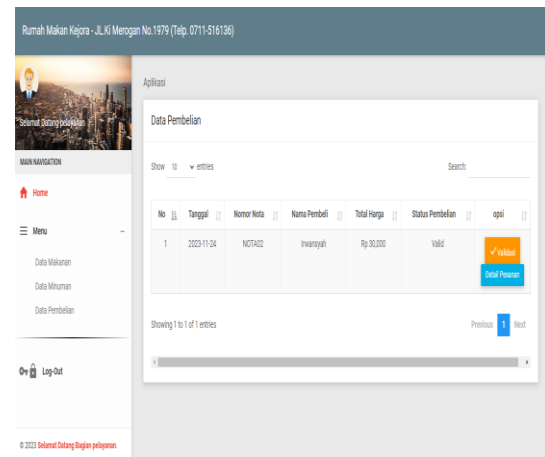 Rumah Makan Kejora - JL.Ki Merogan No.1979 (Telp. 0711-516136)
Selamat Datang pelayanan
MAIN NAVIGATION
Home
Menu
Data Makanan
Data Minuman
Data Pembelian
Log-Out
© 2023 Selamat Datang Bagian pelayanan.
Aplikasi
Data Pembelian
Show 10 entries Search:
No Tanggal Nomor Nota Nama Pembeli Total Harga Status Pembelian opsi
1 2023-11-24 NOTA02 Irwansyah Rp 30,000 Valid Validasi
Detail Pesanan
Showing 1 to 1 of 1 entries Previous 1 Next